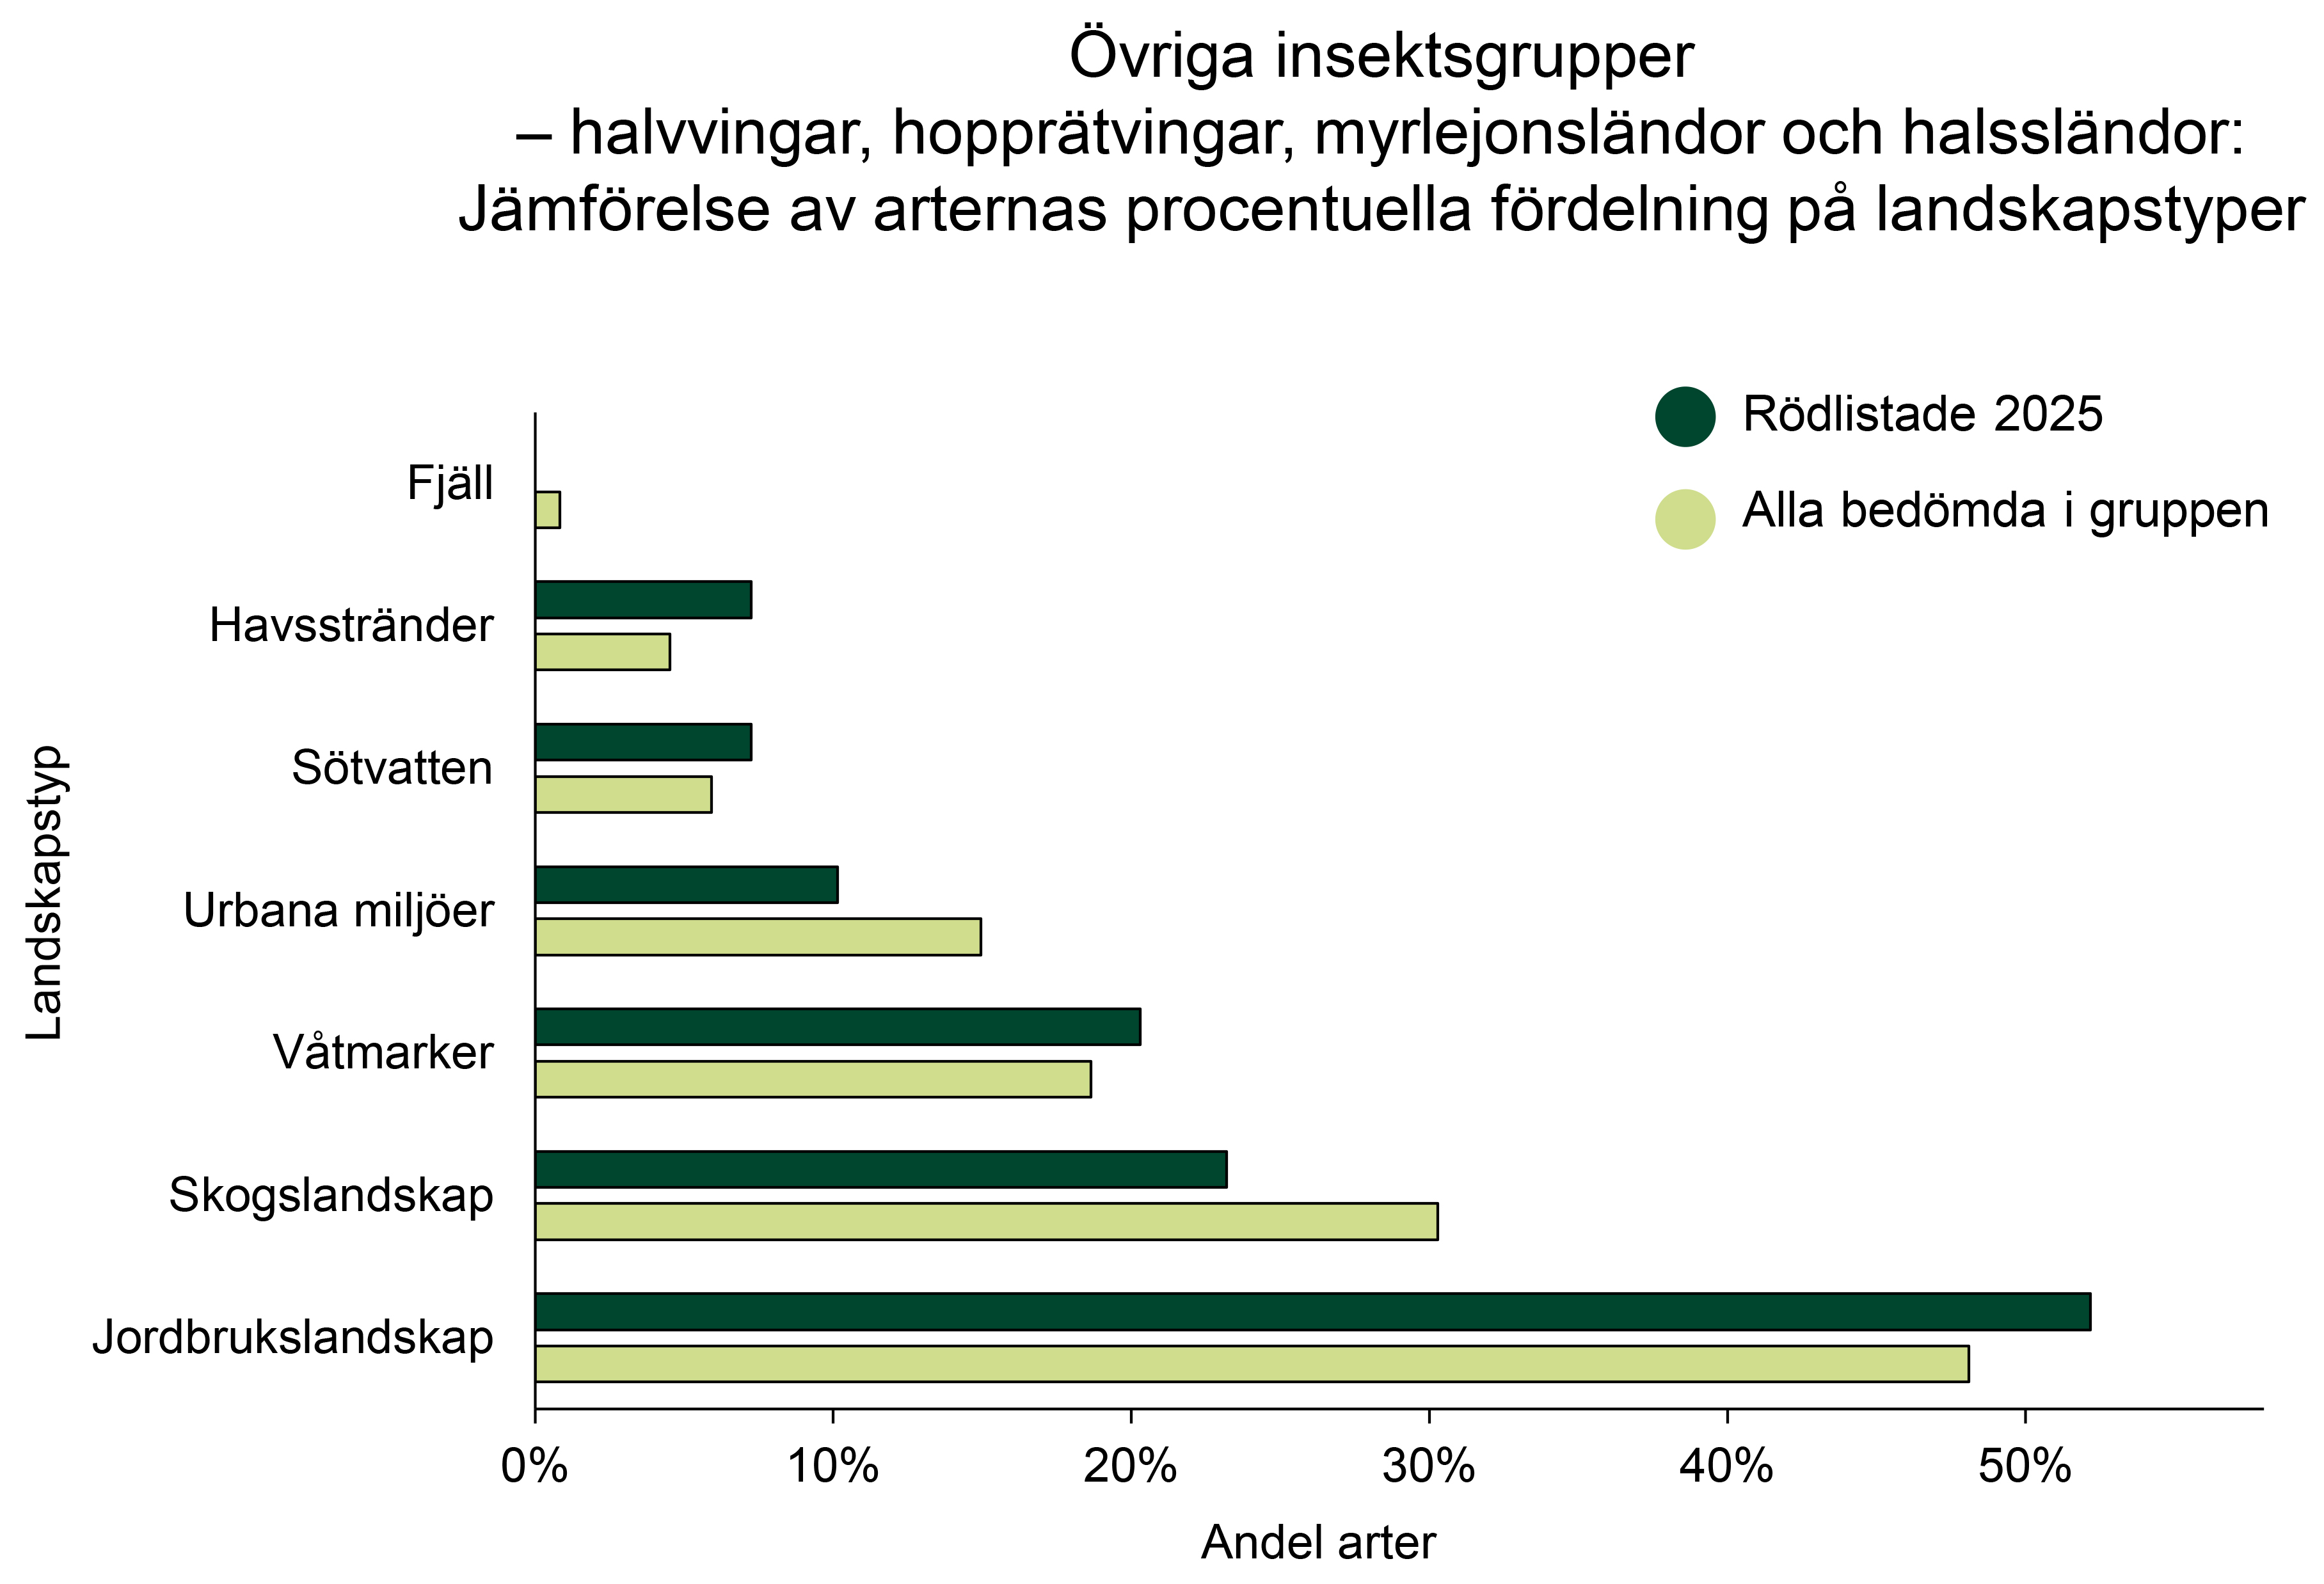 Övriga insektsgrupper
– halvvingar, hopprätvingar, myrlejonsländor och halssländor:
Jämförelse av arternas procentuella fördelning på landskapstyper
Rödlistade 2025
Alla bedömda i gruppen
Landskapstyp
Fjäll
Havsstränder
Sötvatten
Urbana miljöer
Våtmarker
Skogslandskap
Jordbrukslandskap
0% 10% 20% 30% 40% 50%
Andel arter